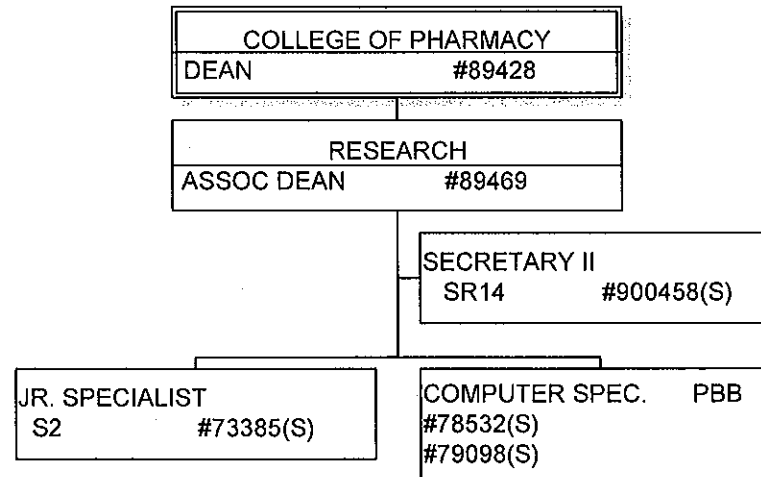 COLLEGE OF PHARMACY
DEAN #89428
RESEARCH
ASSOC DEAN #89469
SECRETARY II
SR14 #900458(S)
JR. SPECIALIST
S2 #73385(S)
COMPUTER SPEC. PBB
#78532(S)
#79098(S)